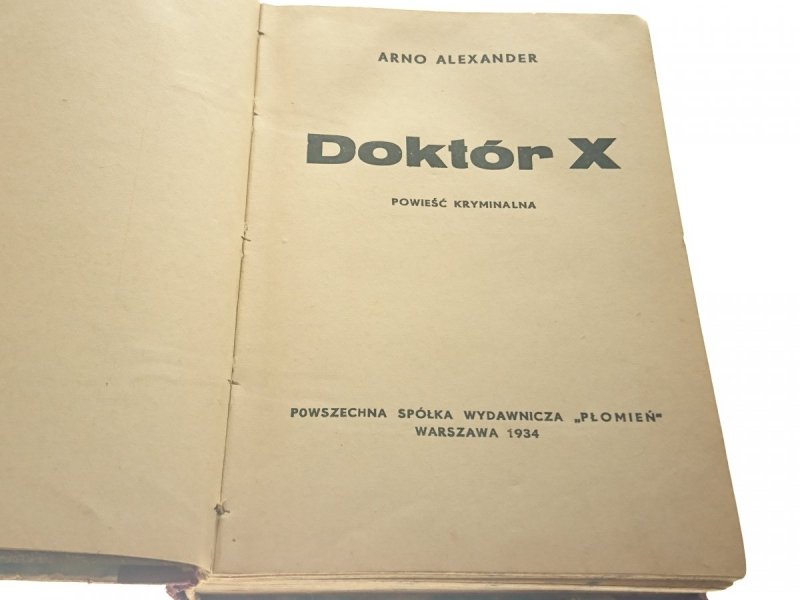 ARNO ALEXANDER
Doktór X
POWIEŚĆ KRYMINALNA
POWSZECHNA SPÓŁKA WYDAWNICZA „PŁOMIEŃ"
WARSZAWA 1934